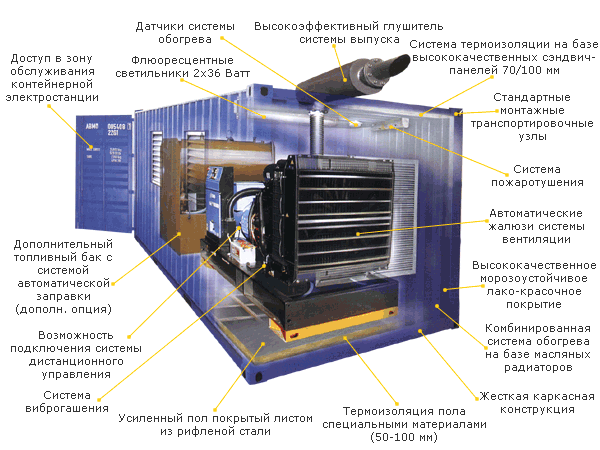 Датчики системы
обогрева
Высокоэффективный глушитель
системы выпуска
Доступ в зону
обслуживания
контейнерной
электростанции
Флюоресцентные
светильники 2х36 Ватт
Система термоизоляции на базе
высококачественных сэндвич-
панелей 70/100 мм
Стандартные
монтажные
транспортировочные
узлы
Система
пожаротушения
Автоматические
жалюзи системы
вентиляции
Дополнительный
топливный бак с
системой
автоматической
заправки
(дополн. опция)
Высококачественное
морозоустойчивое
лако-красочное
покрытие
Возможность
подключения системы
дистанционного
управления
Комбинированная
система обогрева
на базе масляных
радиаторов
Система
виброгашения
Жесткая каркасная
конструкция
Усиленный пол покрытый листом
из рифленой стали
Термоизоляция пола
специальными материалами
(50-100 мм)